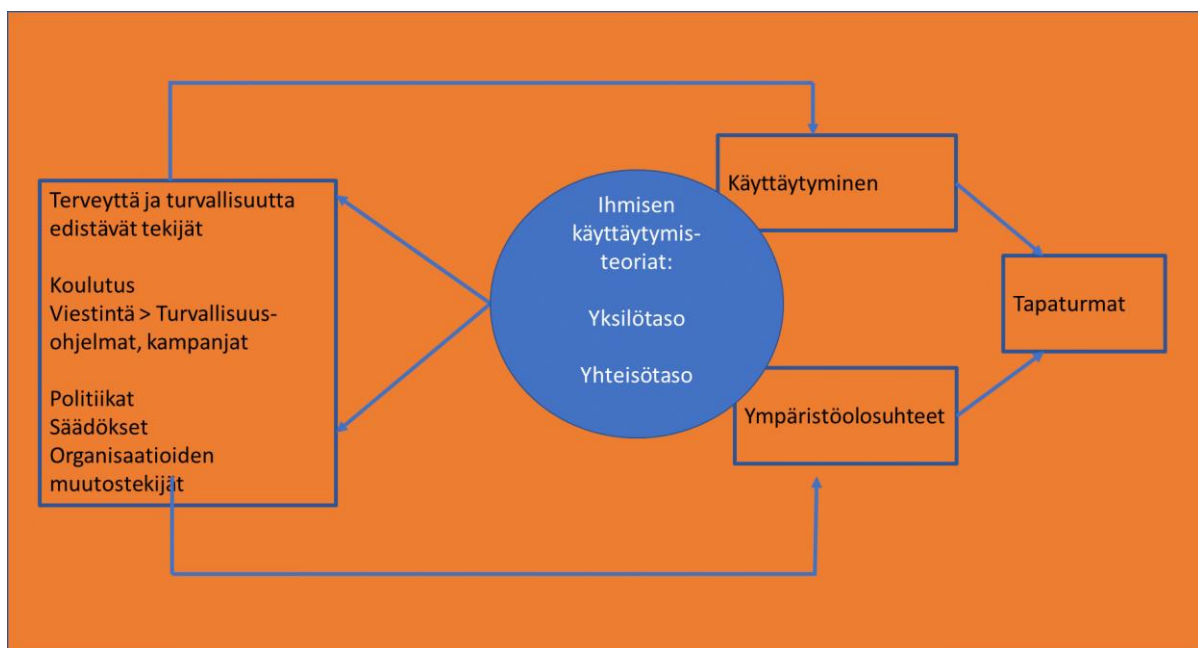 Terveyttä ja turvallisuutta
edistävät tekijät
Koulutus
Viestintä > Turvallisuus-
ohjelmat, kampanjat
Politiikat
Säädökset
Organisaatioiden
muutostekijät
Ihmisen
käyttäytymis-
teoriat:
Yksilötaso
Yhteisötaso
Käyttäytyminen
Ympäristöolosuhteet
Tapaturmat